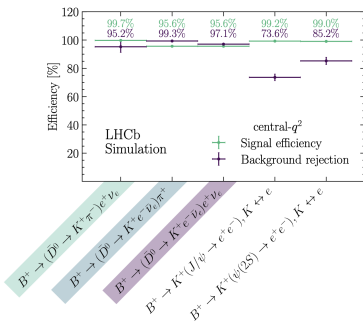 99.7% 95.6% 95.6% 99.2% 99.0%
95.2% 99.3% 97.1% 73.6% 85.2%
120
100
80
60
40
20
Efficiency [%]
LHCb
Simulation
central-q²
Signal efficiency
Background rejection
B⁺ → (D̄⁰ → K⁺π⁻)e⁺νₑ
B⁺ → (D̄⁰ → K⁺e⁻ν̄ₑ)π⁺
B⁺ → (D̄⁰ → K⁺e⁻ν̄ₑ)e⁺νₑ
B⁺ → K⁺(J/ψ → e⁺e⁻), K ↔ e
B⁺ → K⁺(ψ(2S) → e⁺e⁻), K ↔ e